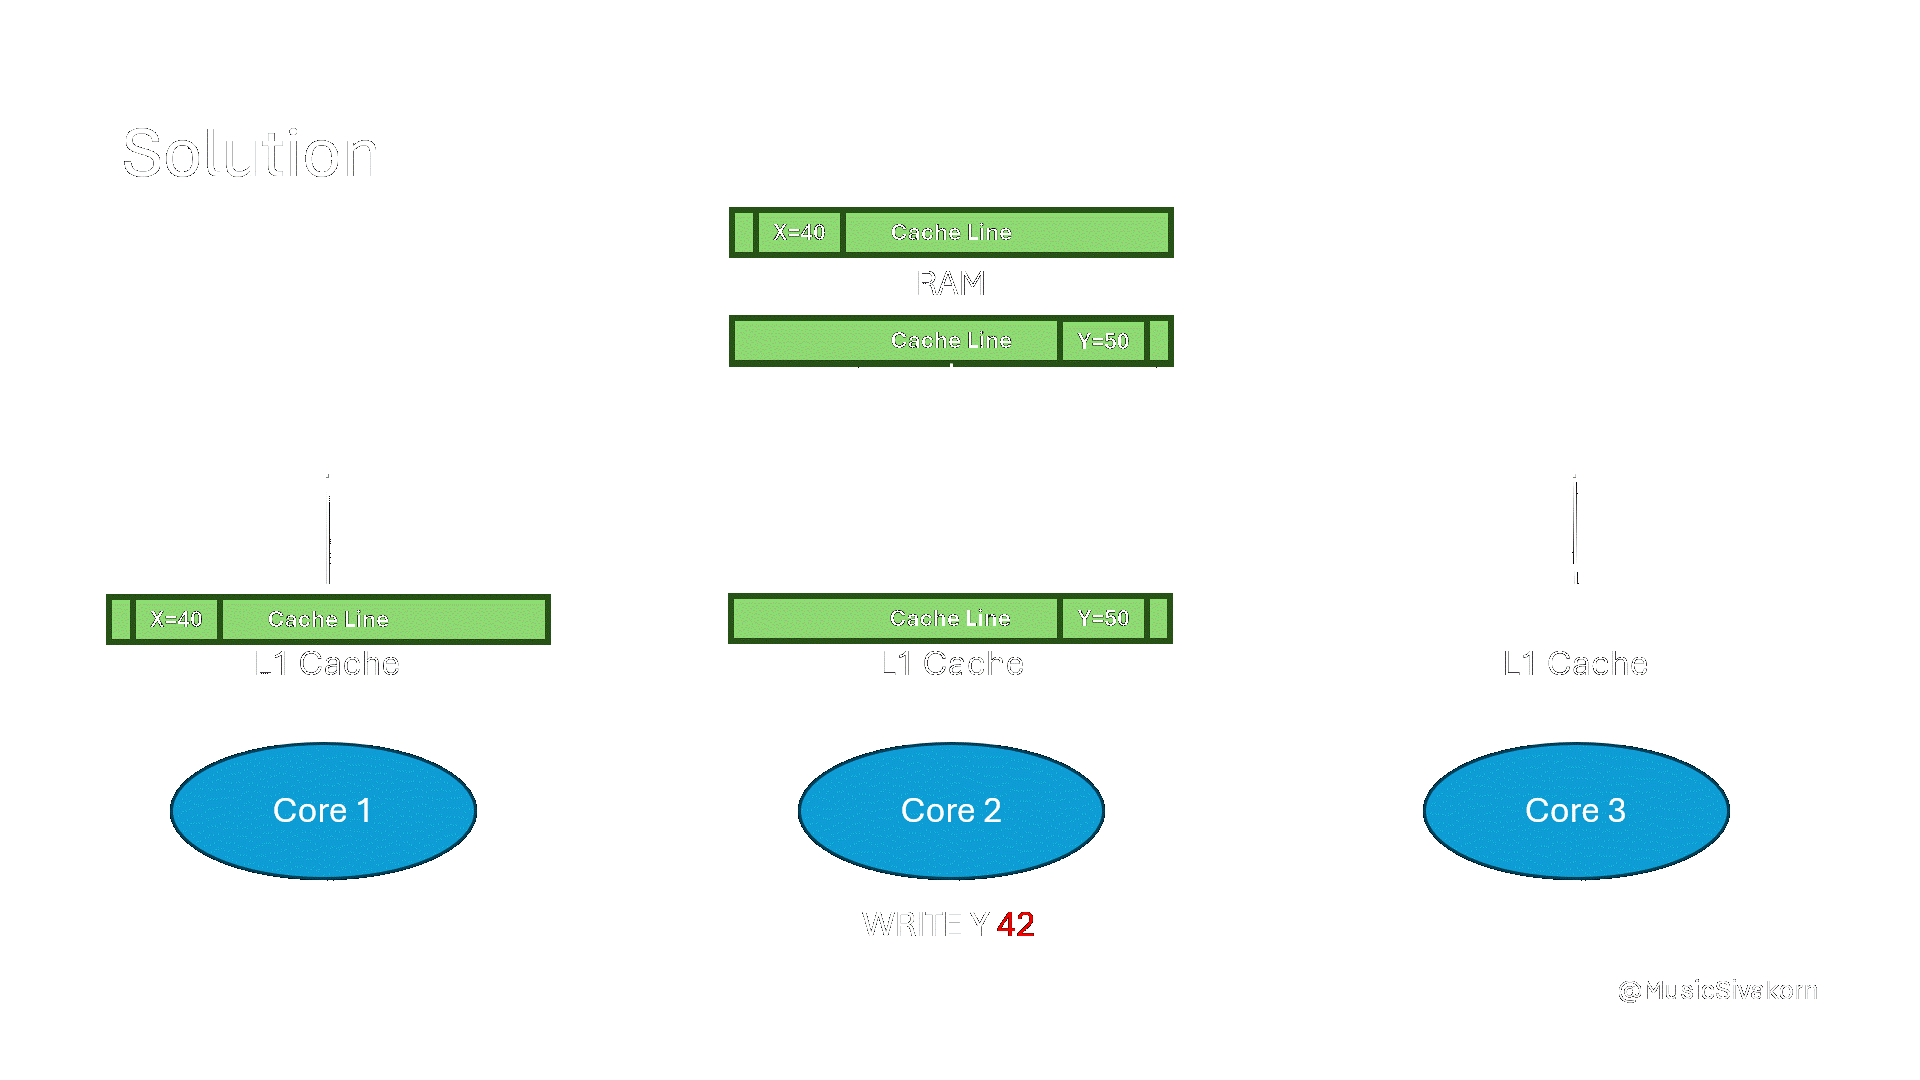 Solution
X=40 Cache Line
RAM
Cache Line Y=50
X=40 Cache Line
L1 Cache
Cache Line Y=50
L1 Cache
L1 Cache
Core 1
Core 2
Core 3
WRITE Y 42
@MusicSivakorn